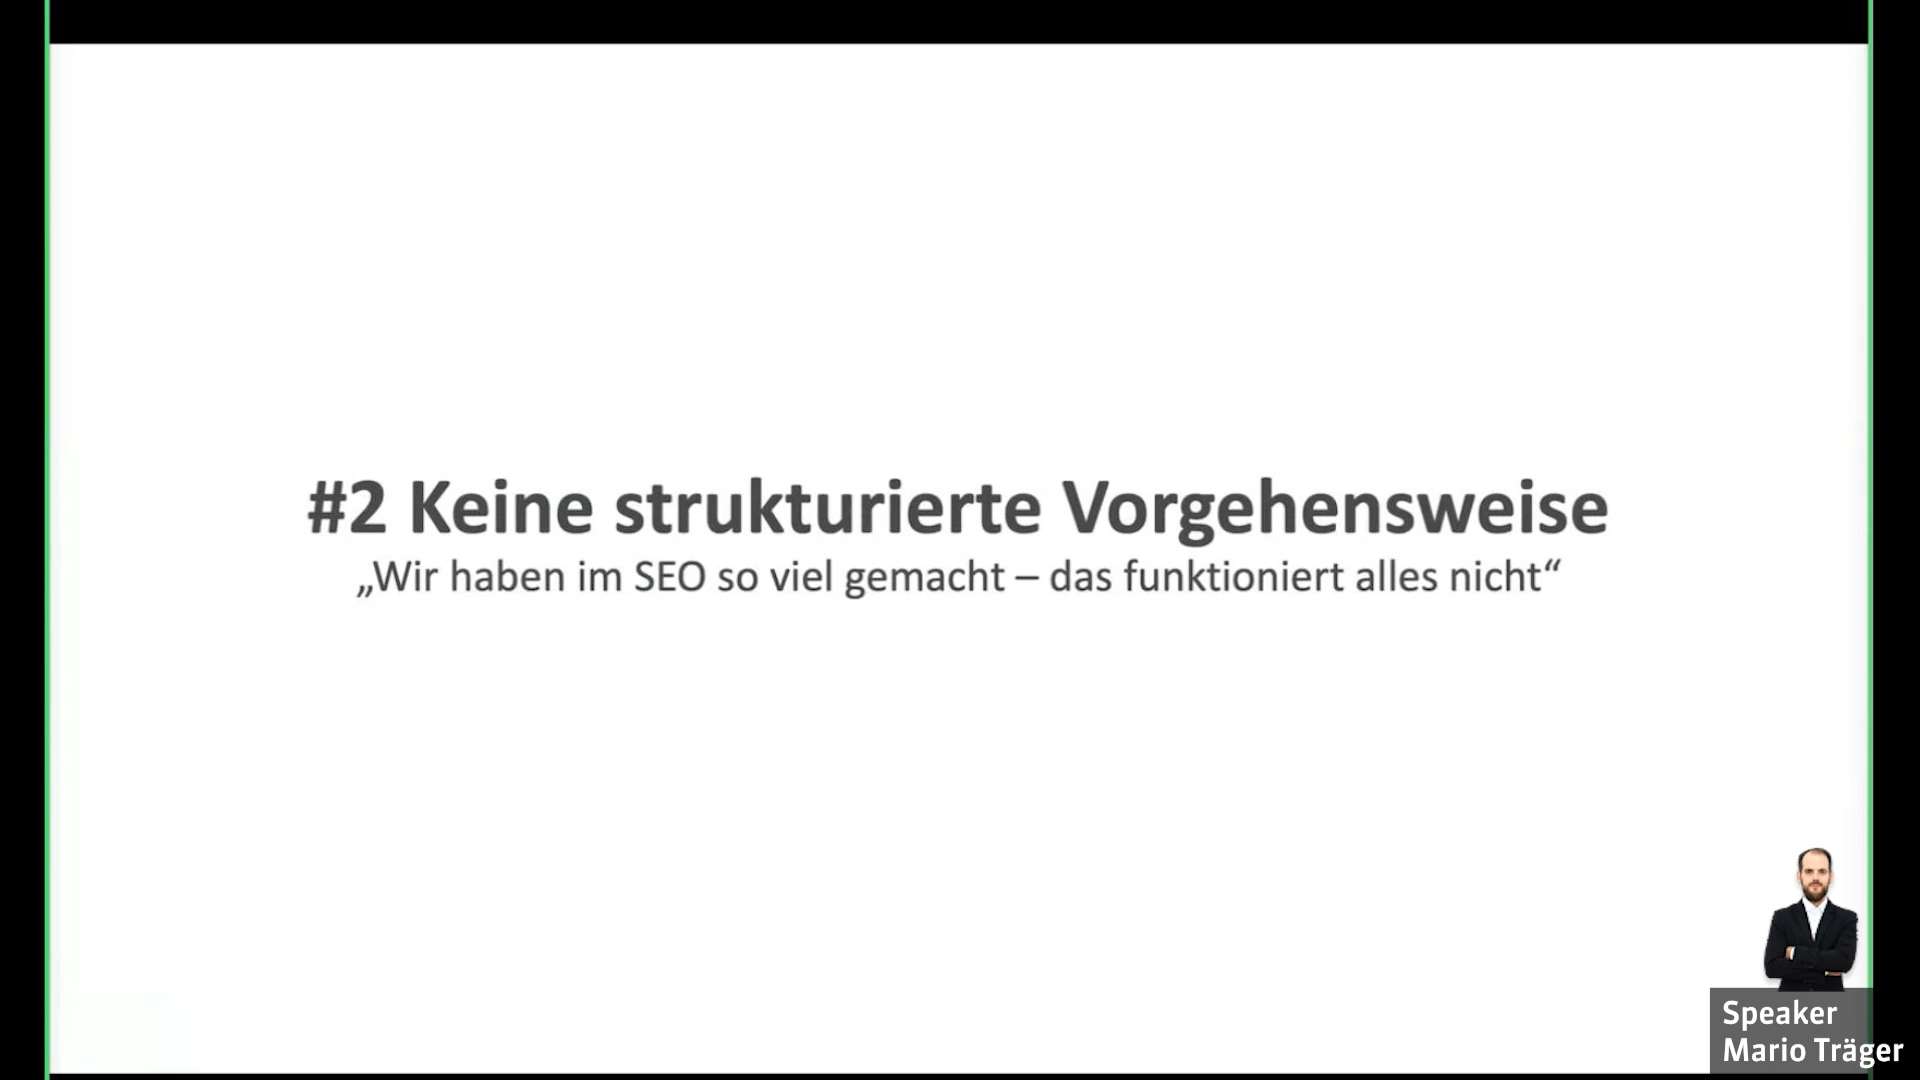 #2 Keine strukturierte Vorgehensweise
„Wir haben im SEO so viel gemacht – das funktioniert alles nicht“
Speaker
Mario Träger